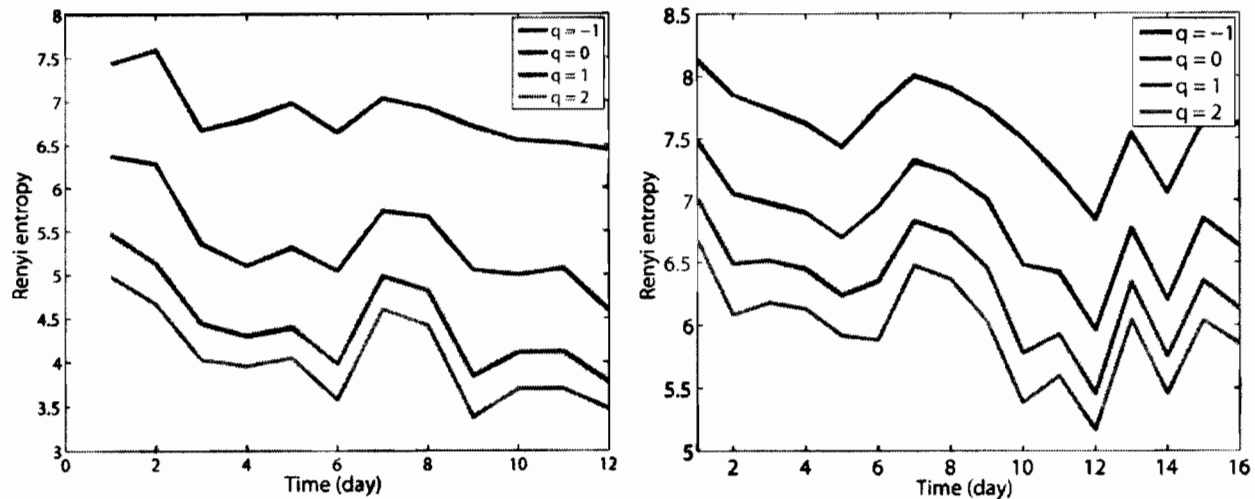 8
7.5
7
6.5
6
5.5
5
4.5
4
3.5
3
0
2
4
6
8
10
12
Renyi entropy
Time (day)
q = −1
q = 0
q = 1
q = 2
8.5
8
7.5
7
6.5
6
5.5
5
2
4
6
8
10
12
14
16
Renyi entropy
Time (day)
q = −1
q = 0
q = 1
q = 2